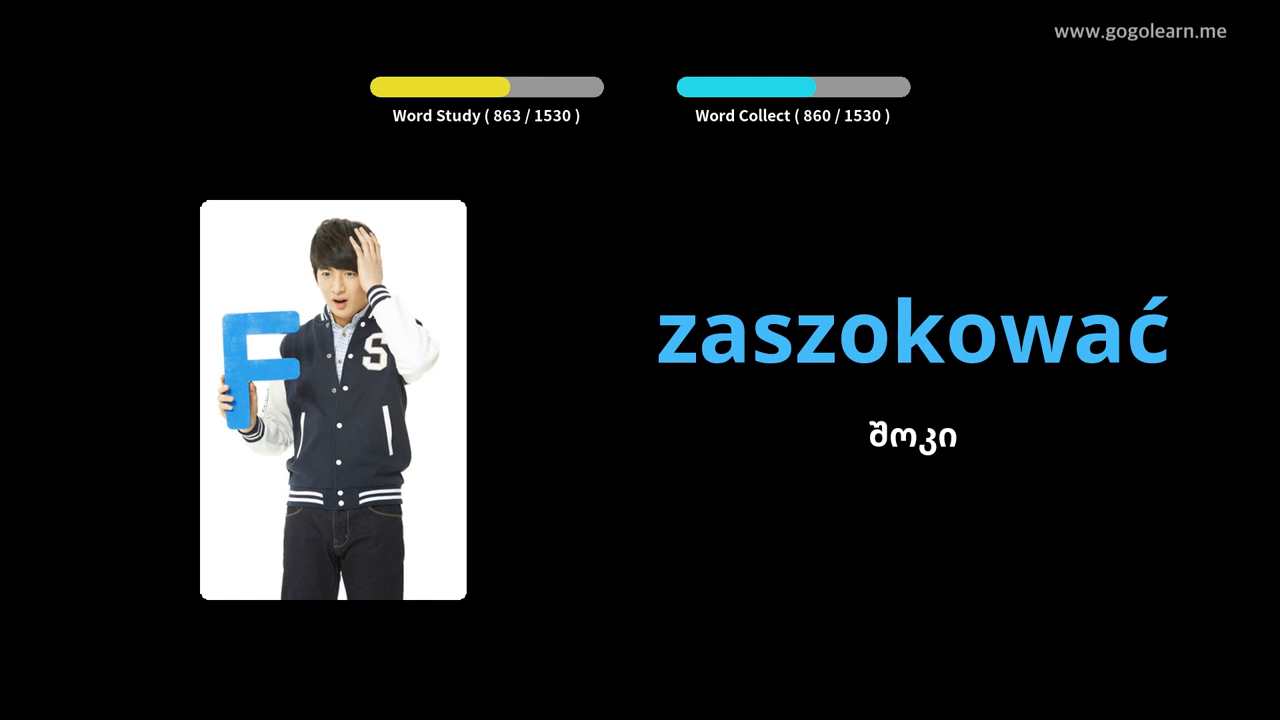 www.gogolearn.me
Word Study ( 863 / 1530 )
Word Collect ( 860 / 1530 )
F
S
zaszokować
შოკი